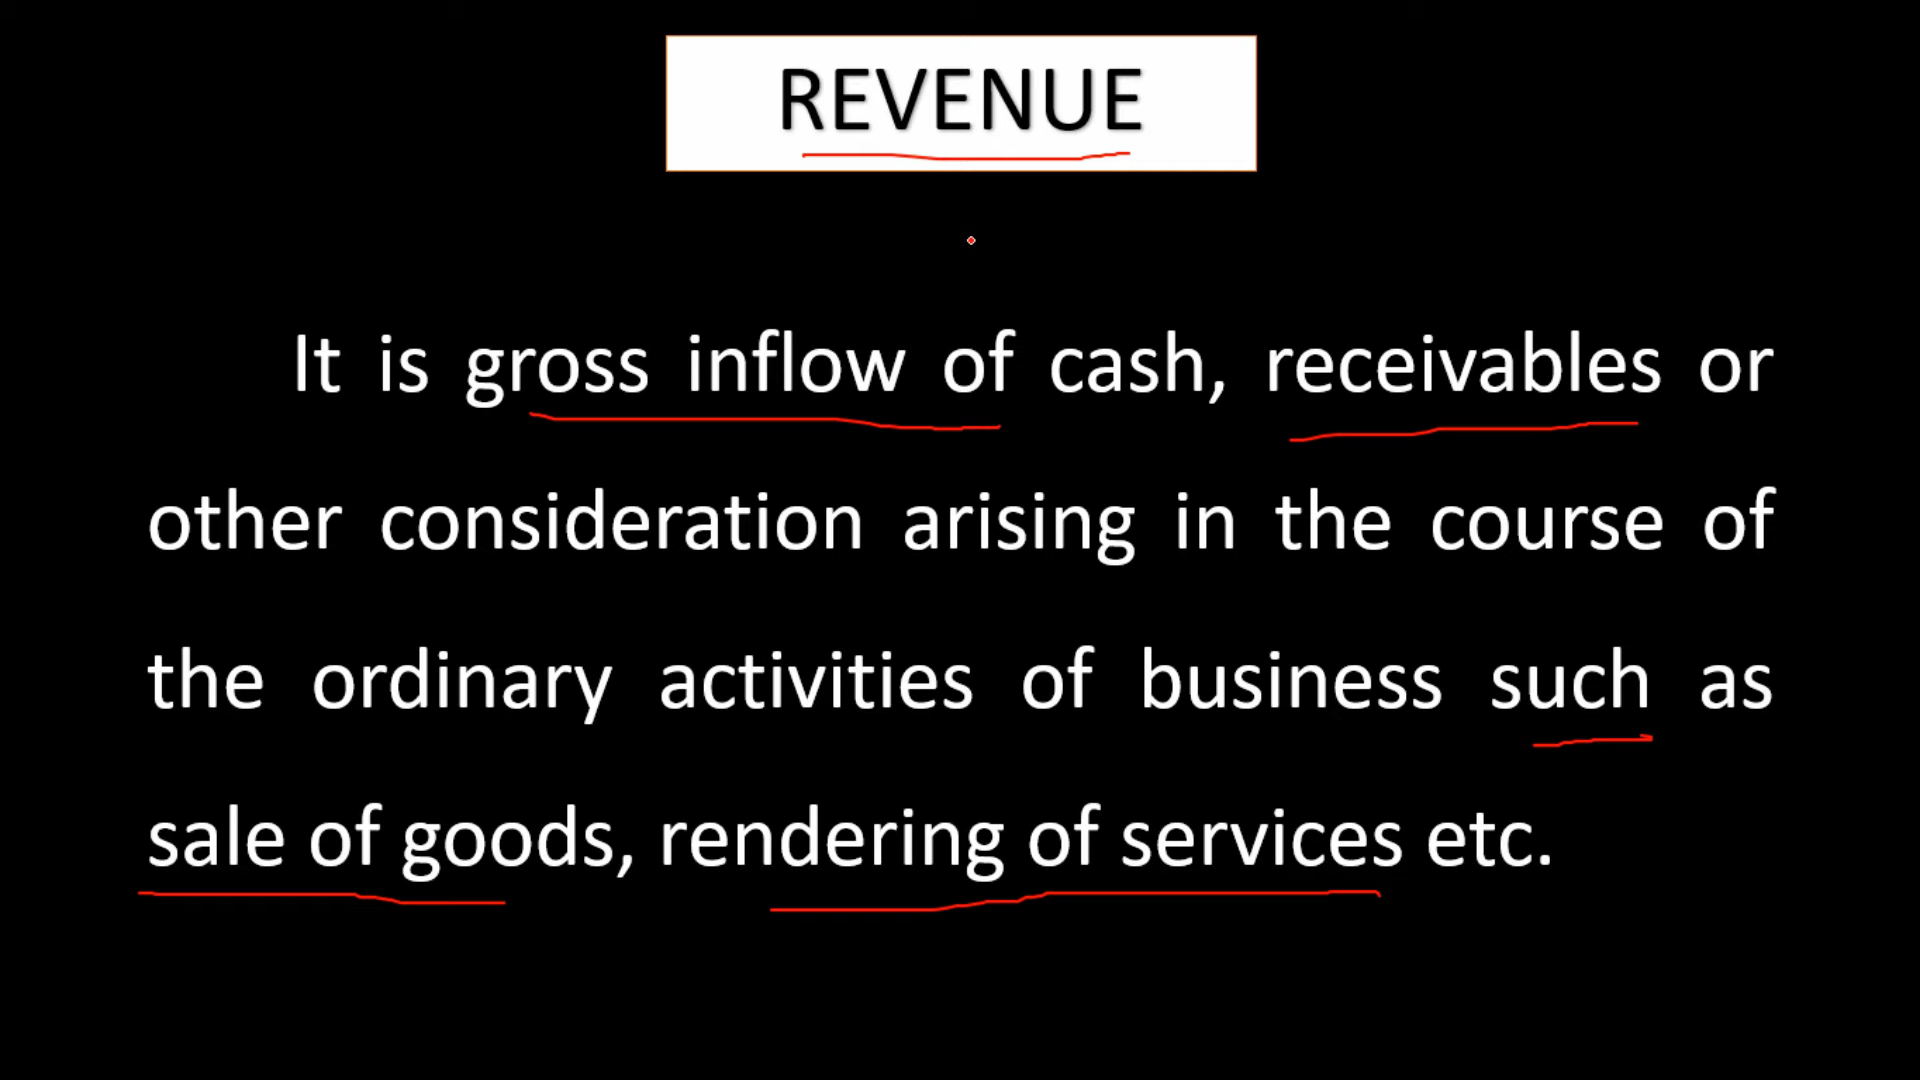 REVENUE
It is gross inflow of cash, receivables or
other consideration arising in the course of
the ordinary activities of business such as
sale of goods, rendering of services etc.